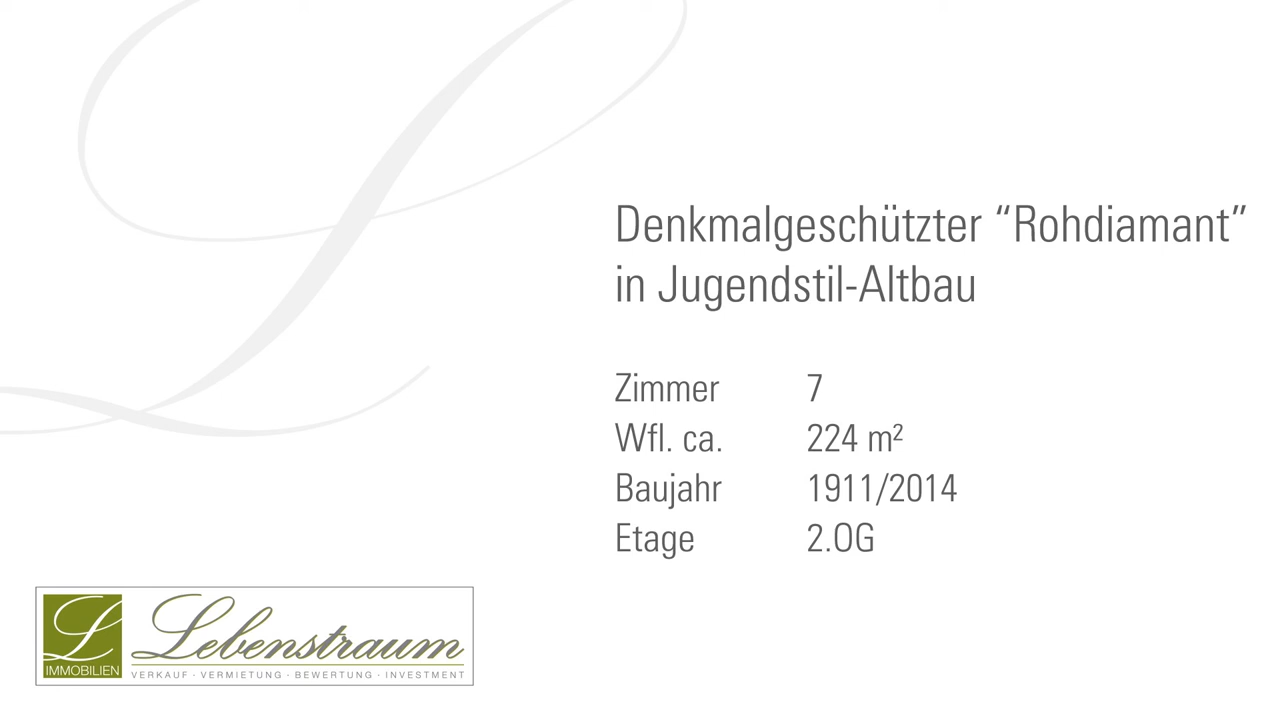 Denkmalgeschützter “Rohdiamant”
in Jugendstil-Altbau
Zimmer 7
Wfl. ca. 224 m²
Baujahr 1911/2014
Etage 2.OG
L Lebenstraum
IMMOBILIEN
VERKAUF · VERMIETUNG · BEWERTUNG · INVESTMENT